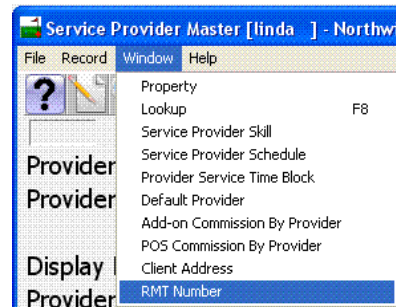 Service Provider Master [linda ] - Northw
File Record Window Help
Property
Lookup F8
Service Provider Skill
Service Provider Schedule
Provider Service Time Block
Default Provider
Add-on Commission By Provider
POS Commission By Provider
Client Address
RMT Number
Provider
Provider
Display
Provider